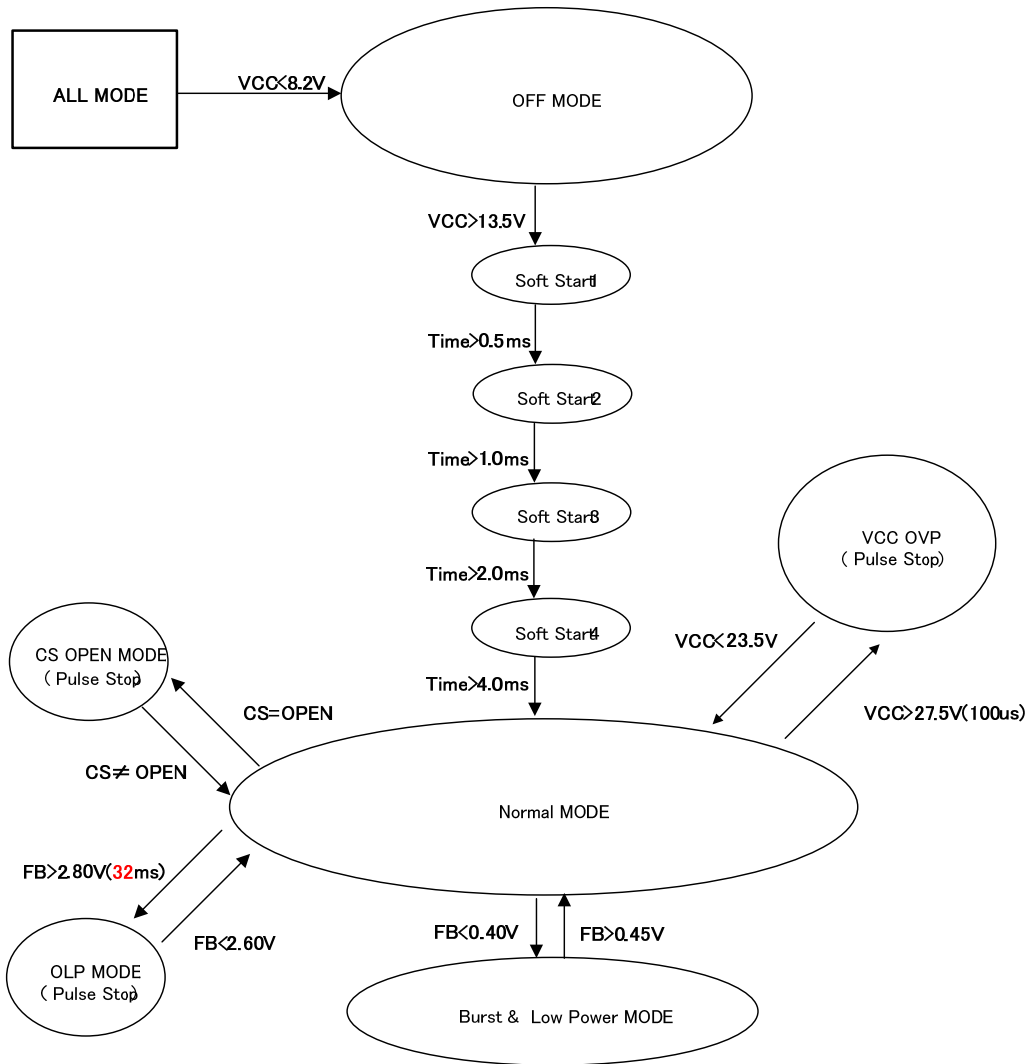 ALL MODE
VCC<8.2V
OFF MODE
VCC>13.5V
Soft Start1
Time>0.5ms
Soft Start2
Time>1.0ms
Soft Start3
Time>2.0ms
Soft Start4
Time>4.0ms
VCC OVP
( Pulse Stop)
VCC<23.5V
VCC>27.5V(100us)
CS OPEN MODE
( Pulse Stop)
CS=OPEN
CS≠ OPEN
Normal MODE
FB>2.80V(32ms)
FB<2.60V
OLP MODE
( Pulse Stop)
FB<0.40V
FB>0.45V
Burst & Low Power MODE